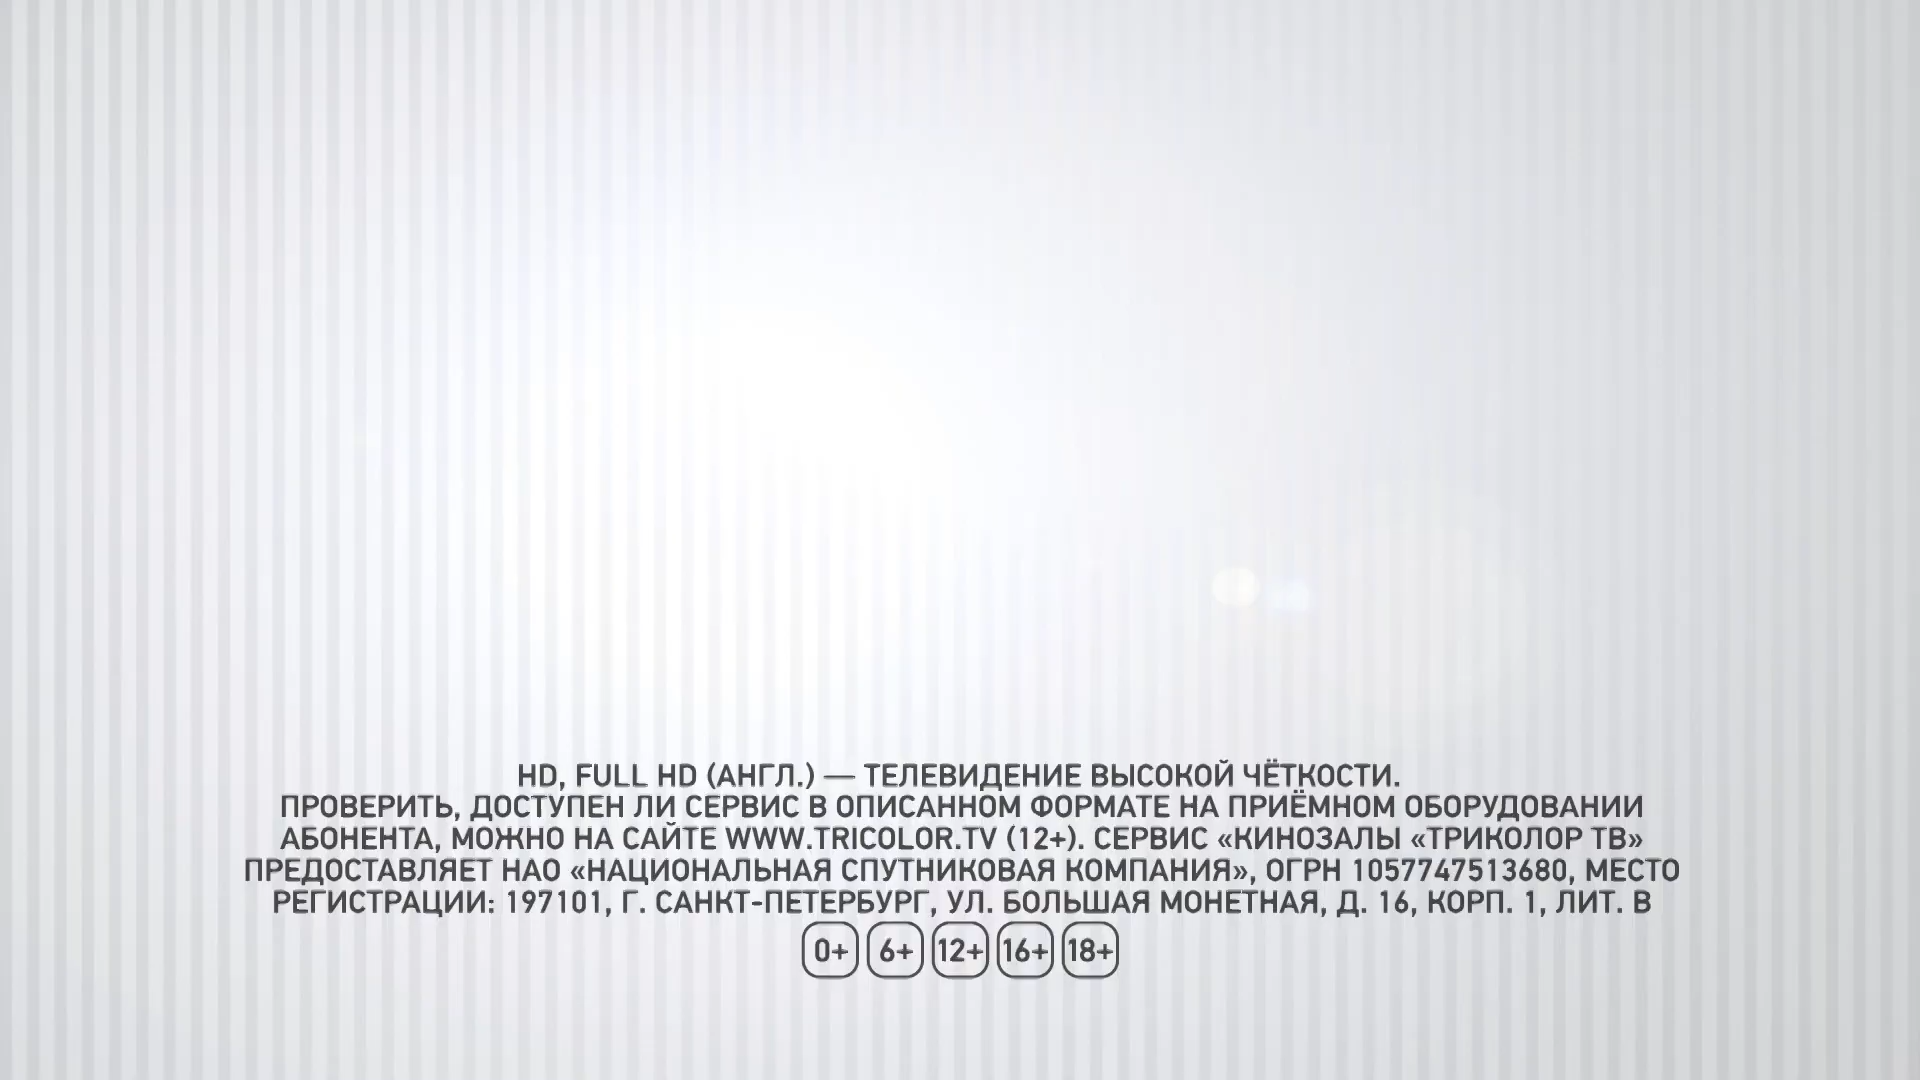 HD, FULL HD (АНГЛ.) — ТЕЛЕВИДЕНИЕ ВЫСОКОЙ ЧЁТКОСТИ.
ПРОВЕРИТЬ, ДОСТУПЕН ЛИ СЕРВИС В ОПИСАННОМ ФОРМАТЕ НА ПРИЁМНОМ ОБОРУДОВАНИИ
АБОНЕНТА, МОЖНО НА САЙТЕ WWW.TRICOLOR.TV (12+). СЕРВИС «КИНОЗАЛЫ «ТРИКОЛОР ТВ»
ПРЕДОСТАВЛЯЕТ НАО «НАЦИОНАЛЬНАЯ СПУТНИКОВАЯ КОМПАНИЯ», ОГРН 1057747513680, МЕСТО
РЕГИСТРАЦИИ: 197101, Г. САНКТ-ПЕТЕРБУРГ, УЛ. БОЛЬШАЯ МОНЕТНАЯ, Д. 16, КОРП. 1, ЛИТ. В
0+ 6+ 12+ 16+ 18+